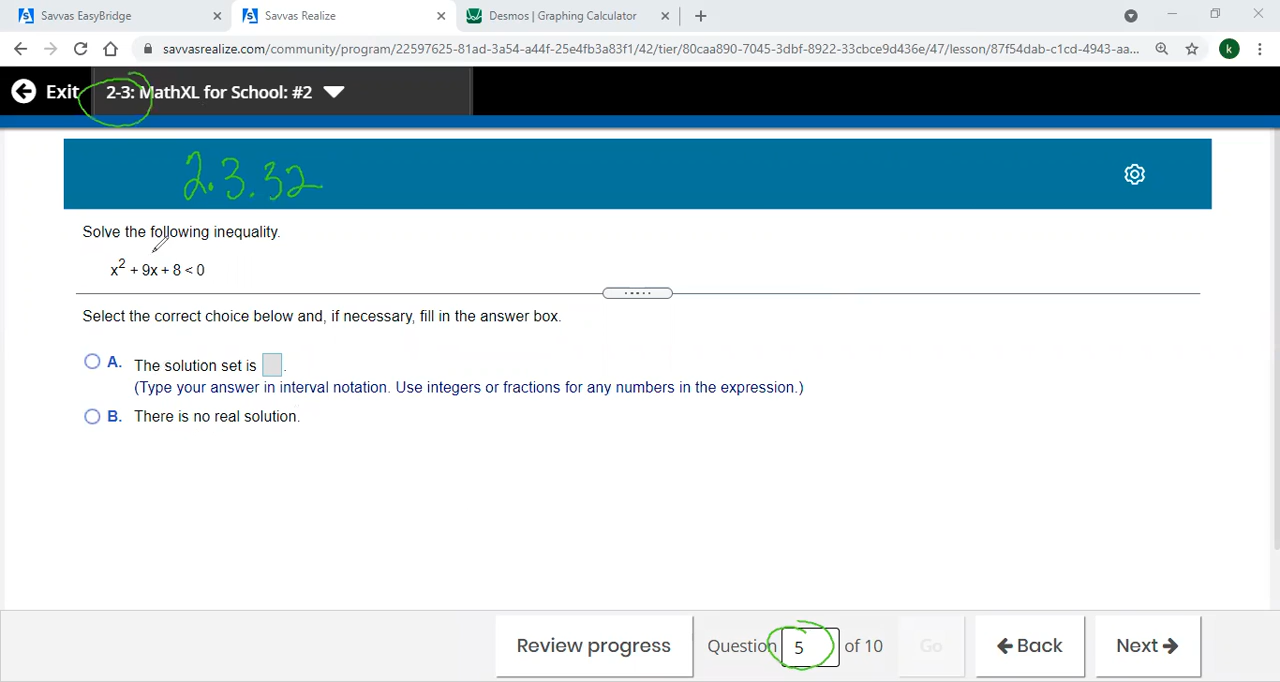 Savvas EasyBridge
Savvas Realize
Desmos | Graphing Calculator
savvasrealize.com/community/program/22597625-81ad-3a54-a44f-25e4fb3a83f1/42/tier/80caa890-7045-3dbf-8922-33cbce9d436e/47/lesson/87f54dab-c1cd-4943-aa...
k
Exit
2-3: MathXL for School: #2
2.3.32
Solve the following inequality.
x² + 9x + 8 < 0
Select the correct choice below and, if necessary, fill in the answer box.
A. The solution set is .
(Type your answer in interval notation. Use integers or fractions for any numbers in the expression.)
B. There is no real solution.
Review progress
Question 5 of 10
Go
Back
Next